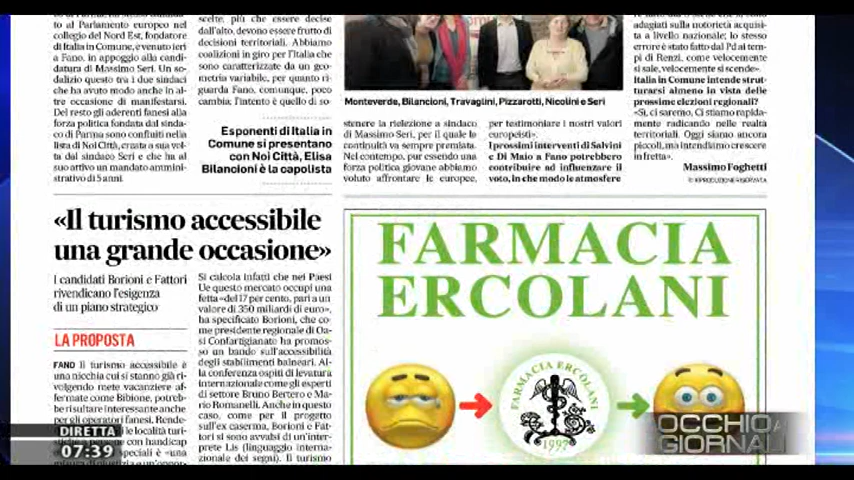 al Parlamento europeo nel
collegio del Nord Est, fondatore
di Italia in Comune, è venuto ieri
a Fano, in appoggio alla candi-
datura di Massimo Seri. Un so-
dalizio questo tra i due sindaci
che ha avuto modo anche in al-
tre occasione di manifestarsi.
Del resto gli aderenti fanesi alla
forza politica fondata dal sinda-
co di Parma sono confluiti nella
lista di Noi Città, creata a sua vol-
ta dal sindaco Seri e che ha al
suo attivo un mandato ammini-
strativo di 5 anni.
scelte, più che essere decise
dall'alto, devono essere frutto di
decisioni territoriali. Abbiamo
coalizioni in giro per l'Italia che
sono caratterizzate da un geo-
metria variabile, per quanto ri-
guarda Fano, comunque, poco
cambia: l'intento è quello di so-
Esponenti di Italia in
Comune si presentano
con Noi Città, Elisa
Bilancioni è la capolista
Monteverde, Bilancioni, Travaglini, Pizzarotti, Nicolini e Seri
stenere la rielezione a sindaco
di Massimo Seri, per il quale le
continuità va sempre premiata.
Nel contempo, pur essendo una
forza politica giovane abbiamo
voluto affrontare le europee,
per testimoniare i nostri valori
europeisti».
I prossimi interventi di Salvini
e Di Maio a Fano potrebbero
contribuire ad influenzare il
voto, in che modo le atmosfere
adagiati sulla notorietà acquisi-
ta a livello nazionale; lo stesso
errore è stato fatto dal Pd ai tem-
pi di Renzi, come velocemente
si sale, velocemente si scende».
Italia in Comune intende strut-
turarsi almeno in vista delle
prossime elezioni regionali?
«Sì, ci saremo, Ci stiamo rapida-
mente radicando nelle realtà
territoriali. Oggi siamo ancora
piccoli, ma intendiamo crescere
in fretta».
Massimo Foghetti
© RIPRODUZIONE RISERVATA
«Il turismo accessibile
una grande occasione»
I candidati Borioni e Fattori
rivendicano l'esigenza
di un piano strategico
LA PROPOSTA
FANO Il turismo accessibile è
una nicchia cui si stanno già ri-
volgendo mete vacanziere af-
fermate come Bibione, potreb-
be risultare interessante anche
per gli operatori fanesi. Rende-
Si calcola infatti che nei Paesi
Ue questo mercato occupi una
fetta «del 17 per cento, pari a un
valore di 350 miliardi di euro»,
ha specificato Borioni, che co-
me presidente regionale di Oa-
si Confartigianato ha promos-
so un bando sull'accessibilità
degli stabilimenti balneari. Al-
la conferenza ospiti di levatura
internazionale come gli esperti
di settore Bruno Bertero e Ma-
rio Romanelli. Anche in questo
caso, come per il progetto
sull'ex caserma, Borioni e Fat-
tori si sono avvalsi di un'inter-
prete Lis (linguaggio interna-
zionale dei segni). Il turismo
FARMACIA
ERCOLANI
FARMACIA ERCOLANI
1997
DIRETTA
07:39
OCCHIO AI
GIORNALI